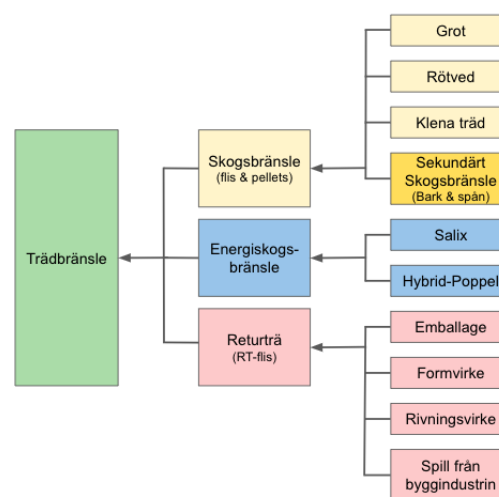 Grot
Rötved
Klena träd
Sekundärt
Skogsbränsle
(Bark & spån)
Skogsbränsle
(flis & pellets)
Trädbränsle
Energiskogs-
bränsle
Salix
Hybrid-Poppel
Returträ
(RT-flis)
Emballage
Formvirke
Rivningsvirke
Spill från
byggindustrin